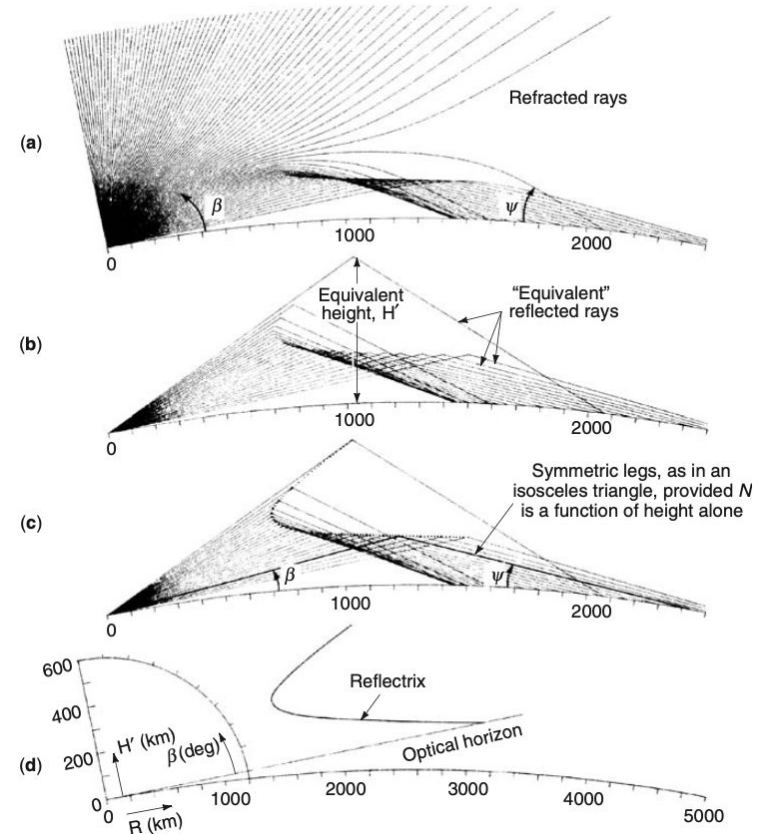 (a)
Refracted rays
β
ψ
0
1000
2000
(b)
Equivalent
height, H′
“Equivalent”
reflected rays
0
1000
2000
(c)
Symmetric legs, as in an
isosceles triangle, provided N
is a function of height alone
β
ψ
0
1000
2000
(d)
600
400
200
0
H′ (km)
β(deg)
Reflectrix
Optical horizon
0
R (km)
1000
2000
3000
4000
5000